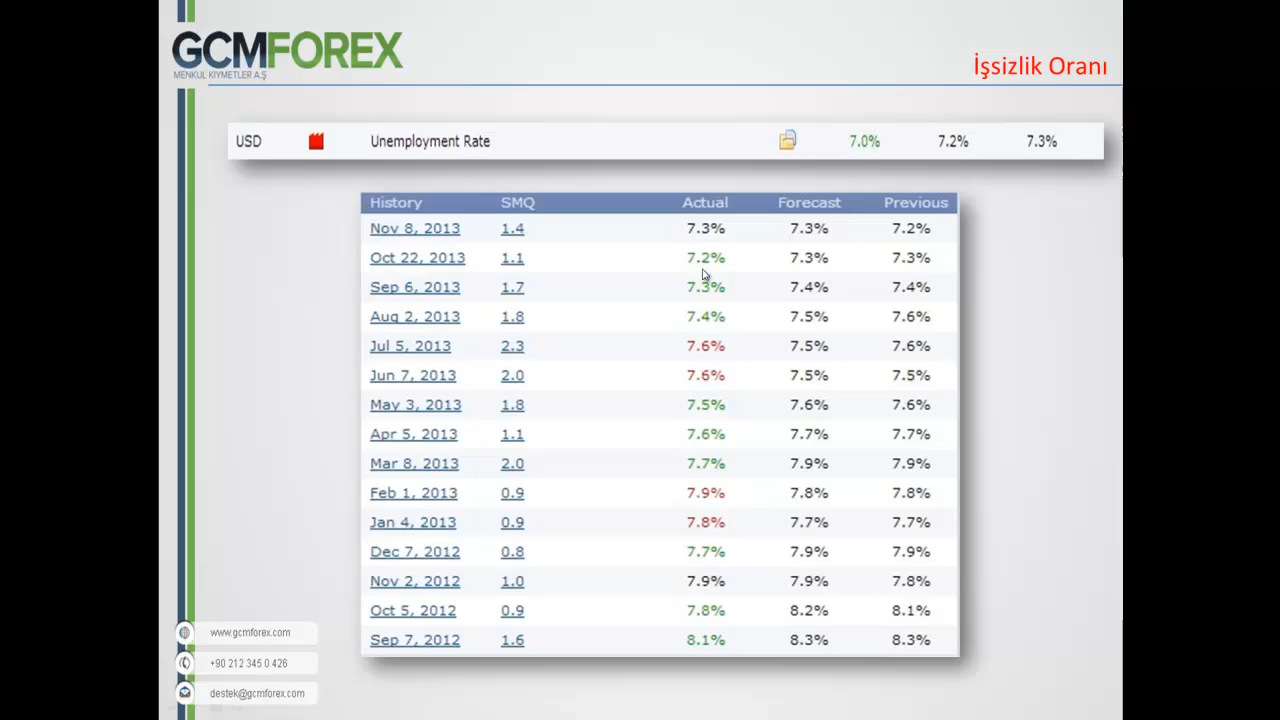 GCMFOREX
MENKUL KIYMETLER A.Ş
İşsizlik Oranı
USD Unemployment Rate 7.0% 7.2% 7.3%
History SMQ Actual Forecast Previous
Nov 8, 2013 1.4 7.3% 7.3% 7.2%
Oct 22, 2013 1.1 7.2% 7.3% 7.3%
Sep 6, 2013 1.7 7.3% 7.4% 7.4%
Aug 2, 2013 1.8 7.4% 7.5% 7.6%
Jul 5, 2013 2.3 7.6% 7.5% 7.6%
Jun 7, 2013 2.0 7.6% 7.5% 7.5%
May 3, 2013 1.8 7.5% 7.6% 7.6%
Apr 5, 2013 1.1 7.6% 7.7% 7.7%
Mar 8, 2013 2.0 7.7% 7.9% 7.9%
Feb 1, 2013 0.9 7.9% 7.8% 7.8%
Jan 4, 2013 0.9 7.8% 7.7% 7.7%
Dec 7, 2012 0.8 7.7% 7.9% 7.9%
Nov 2, 2012 1.0 7.9% 7.9% 7.8%
Oct 5, 2012 0.9 7.8% 8.2% 8.1%
Sep 7, 2012 1.6 8.1% 8.3% 8.3%
www.gcmforex.com
+90 212 345 0 426
destek@gcmforex.com